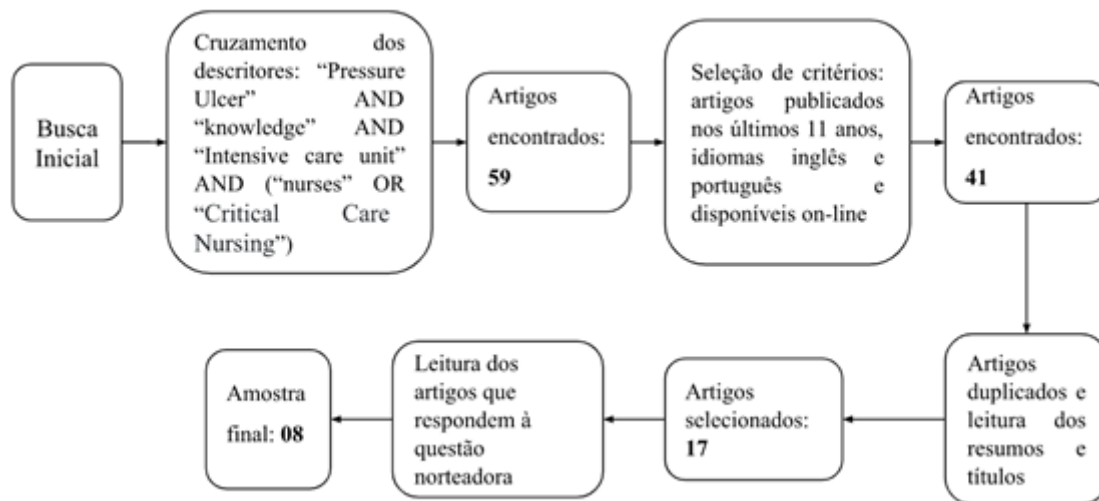 Busca
Inicial
Cruzamento dos
descritores: “Pressure
Ulcer” AND
“knowledge” AND
“Intensive care unit”
AND (“nurses” OR
“Critical Care
Nursing”)
Artigos
encontrados:
59
Seleção de critérios:
artigos publicados
nos últimos 11 anos,
idiomas inglês e
português e
disponíveis on-line
Artigos
encontrados:
41
Artigos
duplicados e
leitura dos
resumos e
títulos
Artigos
selecionados:
17
Leitura dos
artigos que
respondem à
questão
norteadora
Amostra
final: 08